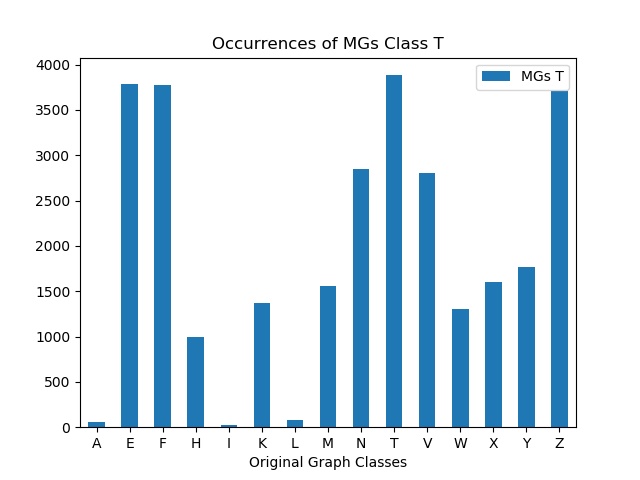 Occurrences of MGs Class T
MGs T
4000
3500
3000
2500
2000
1500
1000
500
0
A E F H I K L M N T V W X Y Z
Original Graph Classes